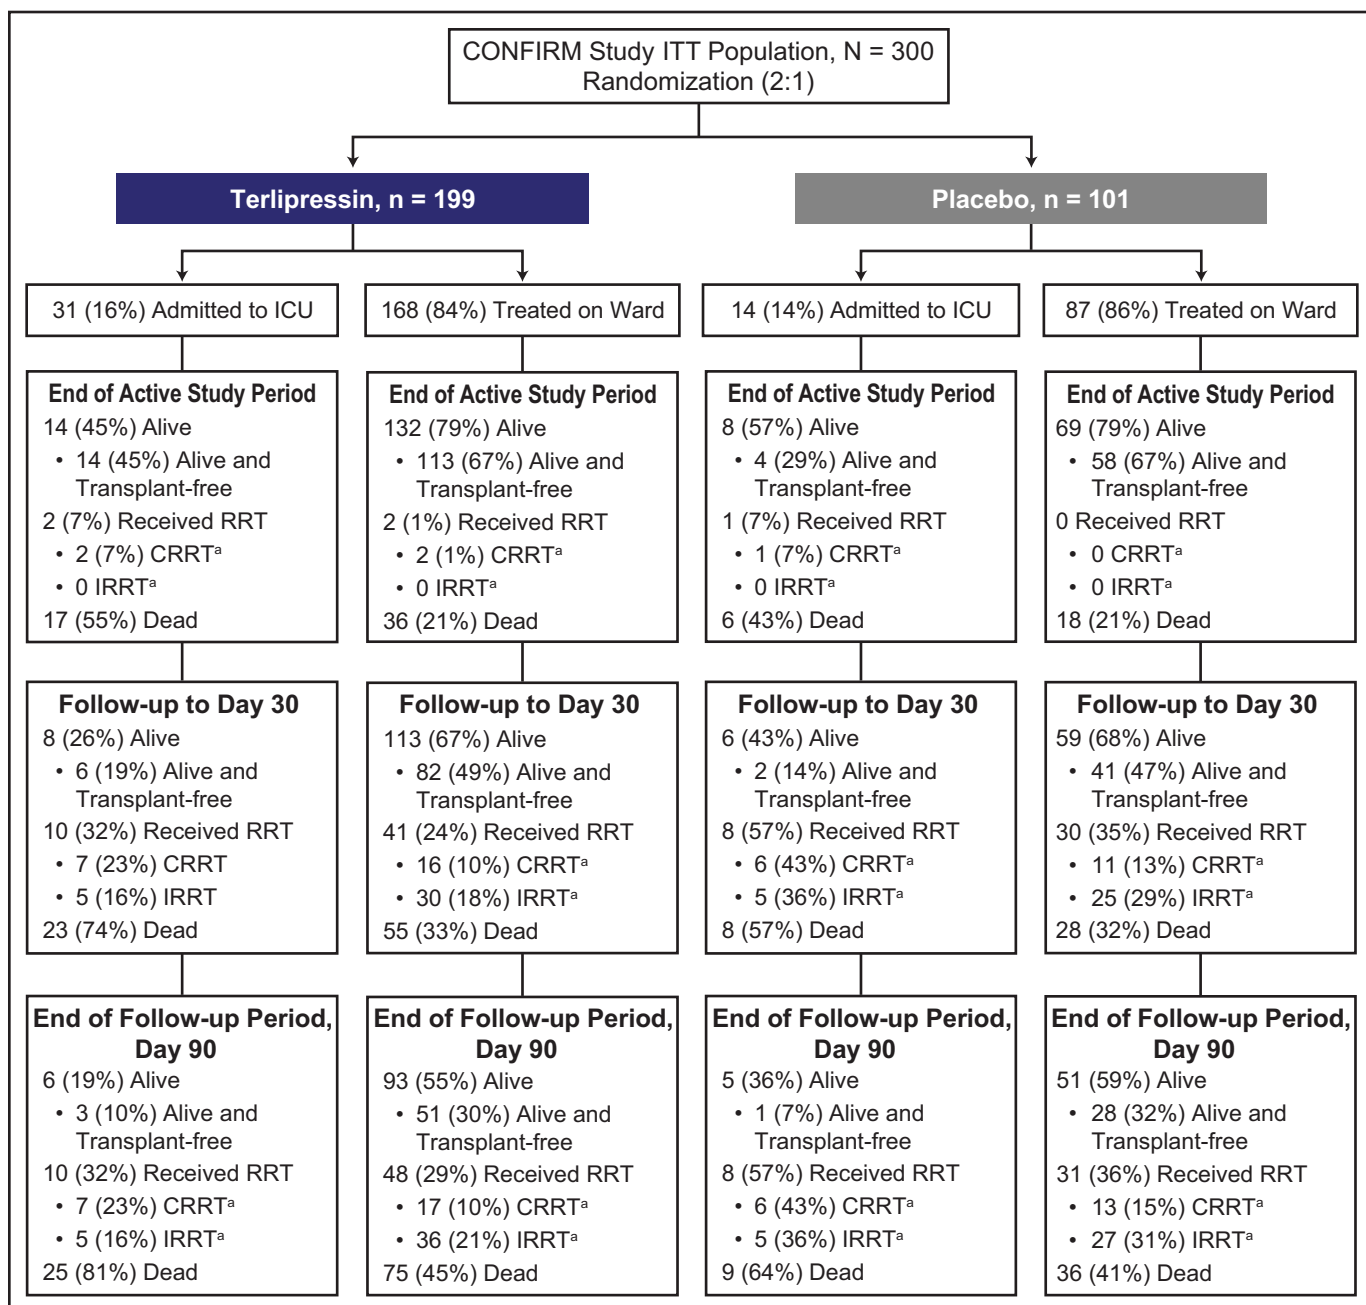 CONFIRM Study ITT Population, N = 300
Randomization (2:1)
Terlipressin, n = 199
Placebo, n = 101
31 (16%) Admitted to ICU
168 (84%) Treated on Ward
14 (14%) Admitted to ICU
87 (86%) Treated on Ward
End of Active Study Period
14 (45%) Alive
• 14 (45%) Alive and
Transplant-free
2 (7%) Received RRT
• 2 (7%) CRRTᵃ
• 0 IRRTᵃ
17 (55%) Dead
End of Active Study Period
132 (79%) Alive
• 113 (67%) Alive and
Transplant-free
2 (1%) Received RRT
• 2 (1%) CRRTᵃ
• 0 IRRTᵃ
36 (21%) Dead
End of Active Study Period
8 (57%) Alive
• 4 (29%) Alive and
Transplant-free
1 (7%) Received RRT
• 1 (7%) CRRTᵃ
• 0 IRRTᵃ
6 (43%) Dead
End of Active Study Period
69 (79%) Alive
• 58 (67%) Alive and
Transplant-free
0 Received RRT
• 0 CRRTᵃ
• 0 IRRTᵃ
18 (21%) Dead
Follow-up to Day 30
8 (26%) Alive
• 6 (19%) Alive and
Transplant-free
10 (32%) Received RRT
• 7 (23%) CRRT
• 5 (16%) IRRT
23 (74%) Dead
Follow-up to Day 30
113 (67%) Alive
• 82 (49%) Alive and
Transplant-free
41 (24%) Received RRT
• 16 (10%) CRRTᵃ
• 30 (18%) IRRTᵃ
55 (33%) Dead
Follow-up to Day 30
6 (43%) Alive
• 2 (14%) Alive and
Transplant-free
8 (57%) Received RRT
• 6 (43%) CRRTᵃ
• 5 (36%) IRRTᵃ
8 (57%) Dead
Follow-up to Day 30
59 (68%) Alive
• 41 (47%) Alive and
Transplant-free
30 (35%) Received RRT
• 11 (13%) CRRTᵃ
• 25 (29%) IRRTᵃ
28 (32%) Dead
End of Follow-up Period,
Day 90
6 (19%) Alive
• 3 (10%) Alive and
Transplant-free
10 (32%) Received RRT
• 7 (23%) CRRTᵃ
• 5 (16%) IRRTᵃ
25 (81%) Dead
End of Follow-up Period,
Day 90
93 (55%) Alive
• 51 (30%) Alive and
Transplant-free
48 (29%) Received RRT
• 17 (10%) CRRTᵃ
• 36 (21%) IRRTᵃ
75 (45%) Dead
End of Follow-up Period,
Day 90
5 (36%) Alive
• 1 (7%) Alive and
Transplant-free
8 (57%) Received RRT
• 6 (43%) CRRTᵃ
• 5 (36%) IRRTᵃ
9 (64%) Dead
End of Follow-up Period,
Day 90
51 (59%) Alive
• 28 (32%) Alive and
Transplant-free
31 (36%) Received RRT
• 13 (15%) CRRTᵃ
• 27 (31%) IRRTᵃ
36 (41%) Dead